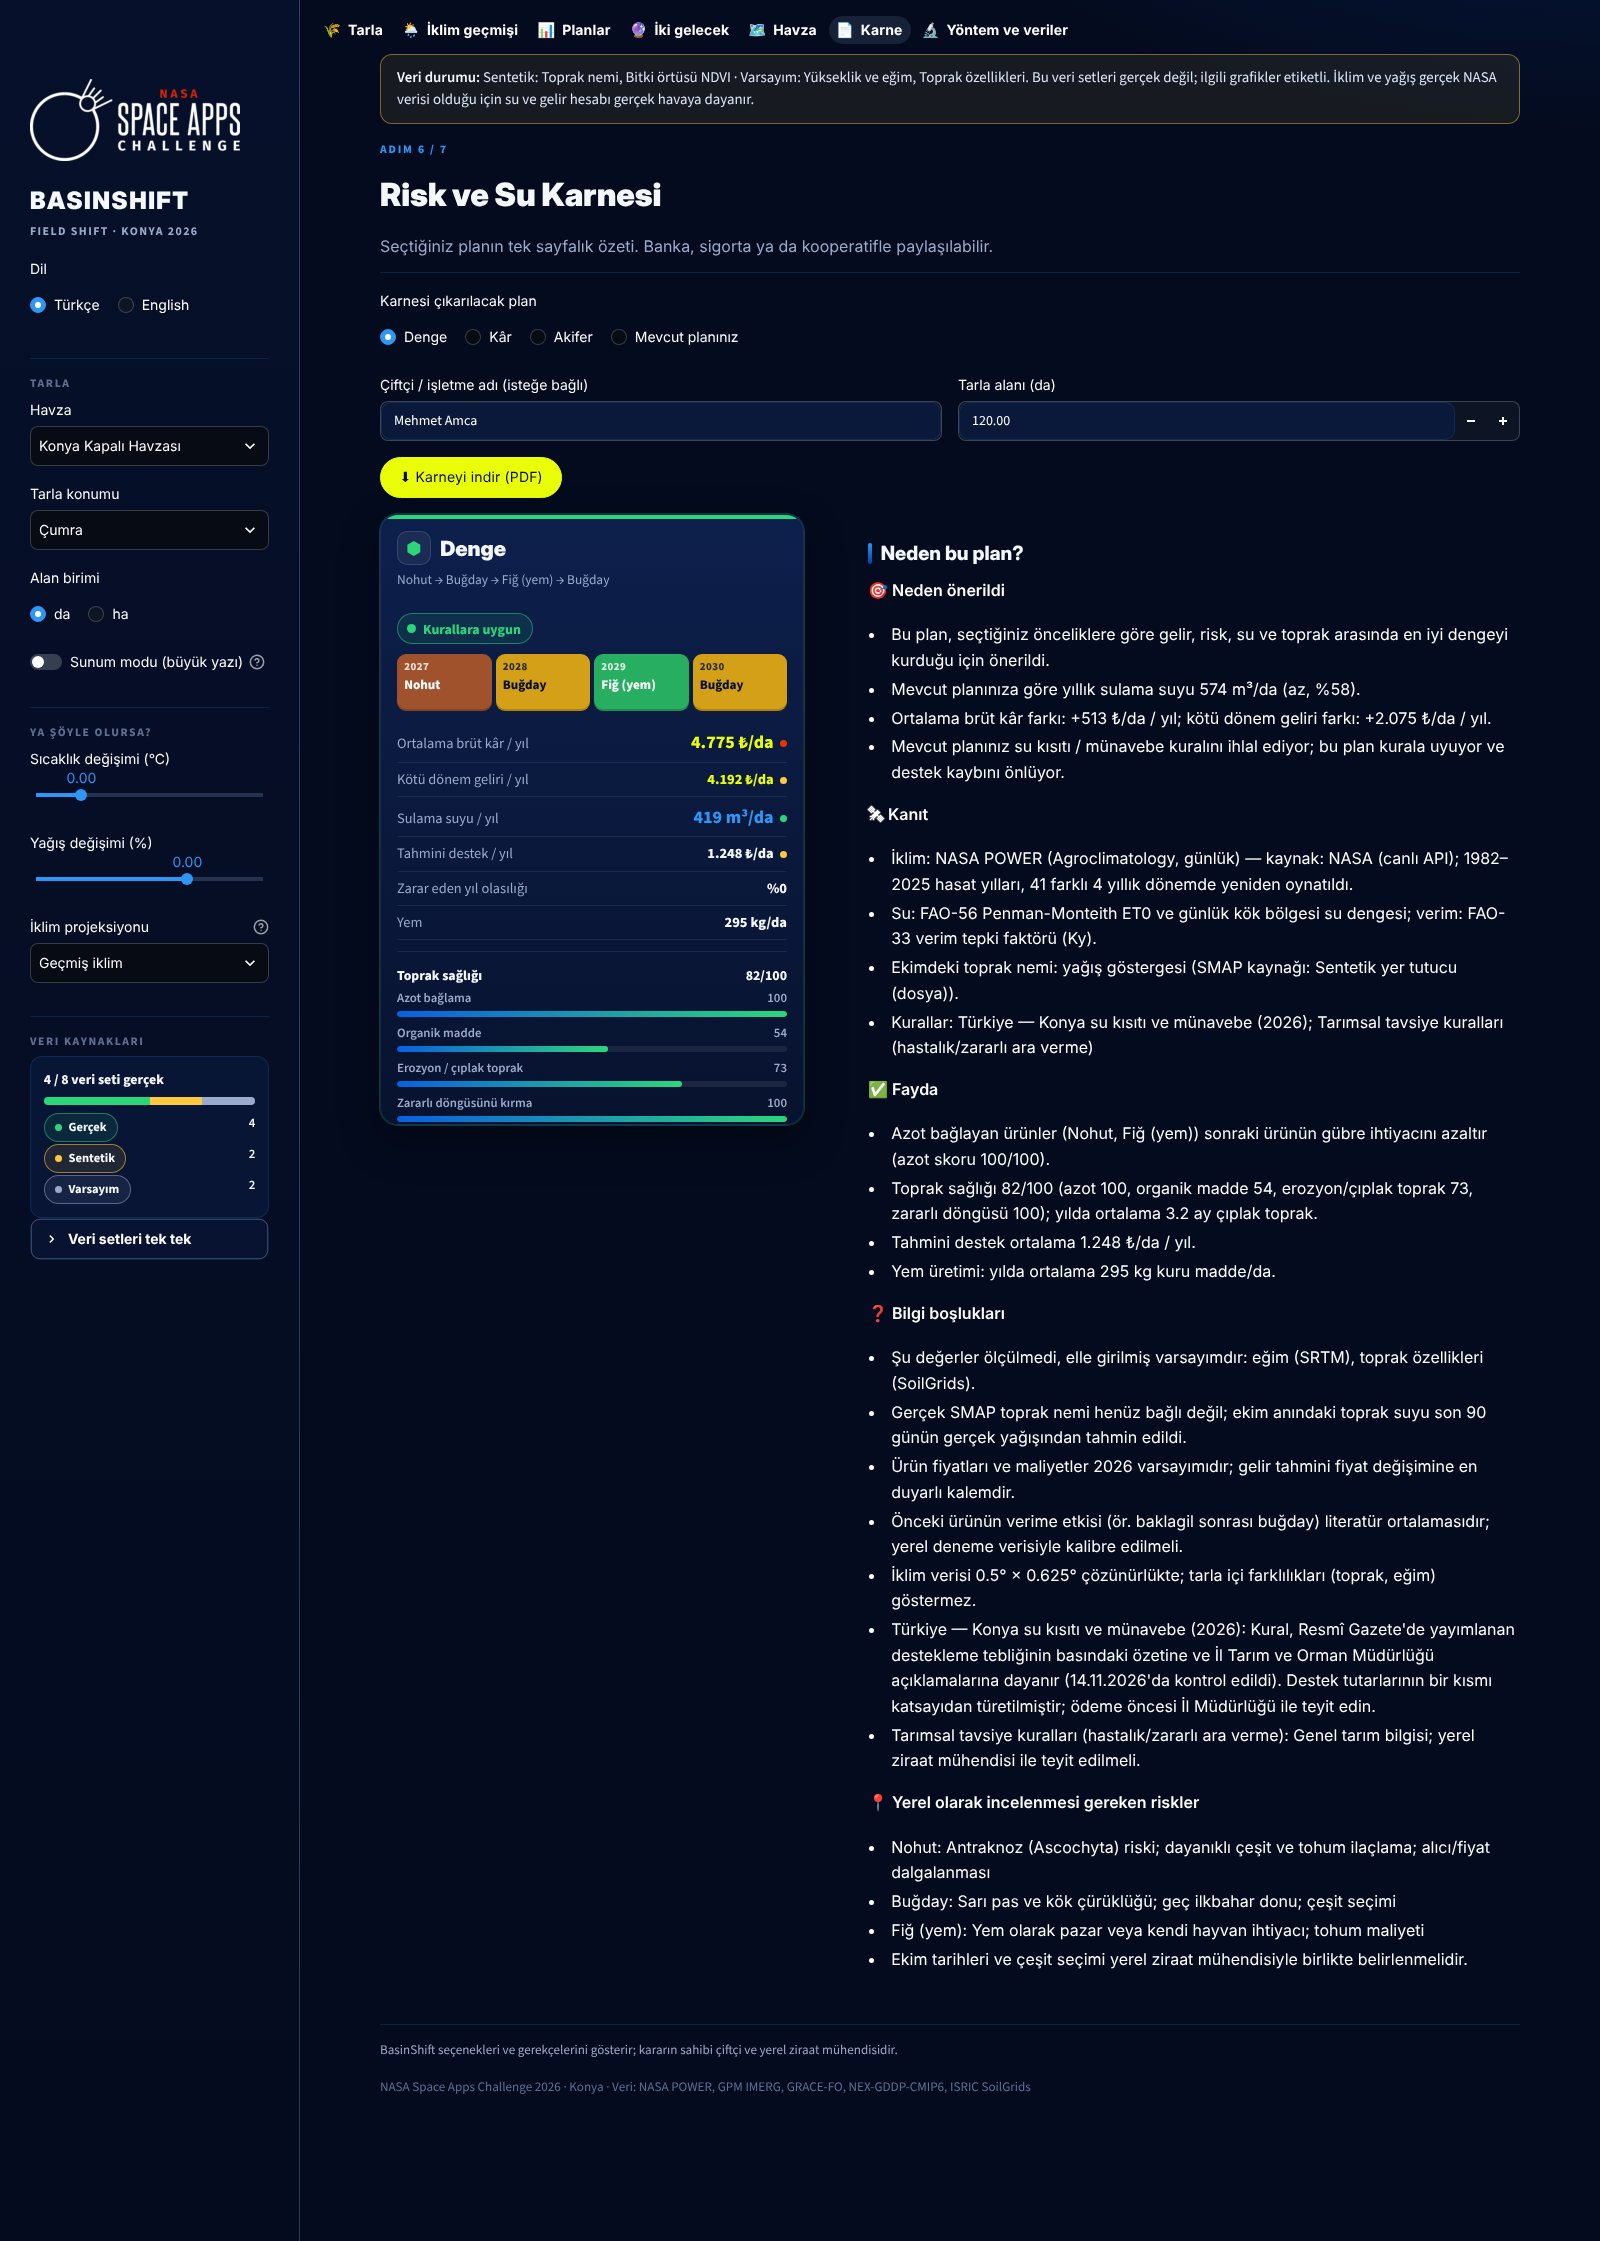 NASA
SPACE APPS
CHALLENGE
BASINSHIFT
FIELD SHIFT · KONYA 2026
Dil
Türkçe English
TARLA
Havza
Konya Kapalı Havzası
Tarla konumu
Çumra
Alan birimi
da ha
Sunum modu (büyük yazı)
YA ŞÖYLE OLURSA?
Sıcaklık değişimi (°C)
0.00
Yağış değişimi (%)
0.00
İklim projeksiyonu
Geçmiş iklim
VERİ KAYNAKLARI
4 / 8 veri seti gerçek
Gerçek 4
Sentetik 2
Varsayım 2
Veri setleri tek tek
Tarla İklim geçmişi Planlar İki gelecek Havza Karne Yöntem ve veriler
Veri durumu: Sentetik: Toprak nemi, Bitki örtüsü NDVI · Varsayım: Yükseklik ve eğim, Toprak özellikleri. Bu veri setleri gerçek değil; ilgili grafikler etiketli. İklim ve yağış gerçek NASA
verisi olduğu için su ve gelir hesabı gerçek havaya dayanır.
ADIM 6 / 7
Risk ve Su Karnesi
Seçtiğiniz planın tek sayfalık özeti. Banka, sigorta ya da kooperatifle paylaşılabilir.
Karnesi çıkarılacak plan
Denge Kâr Akifer Mevcut planınız
Çiftçi / işletme adı (isteğe bağlı)
Mehmet Amca
Tarla alanı (da)
120.00
⬇ Karneyi indir (PDF)
Denge
Nohut → Buğday → Fiğ (yem) → Buğday
Kurallara uygun
2027 2028 2029 2030
Nohut Buğday Fiğ (yem) Buğday
Ortalama brüt kâr / yıl 4.775 ₺/da
Kötü dönem geliri / yıl 4.192 ₺/da
Sulama suyu / yıl 419 m³/da
Tahmini destek / yıl 1.248 ₺/da
Zarar eden yıl olasılığı %0
Yem 295 kg/da
Toprak sağlığı 82/100
Azot bağlama 100
Organik madde 54
Erozyon / çıplak toprak 73
Zararlı döngüsünü kırma 100
Neden bu plan?
🎯 Neden önerildi
• Bu plan, seçtiğiniz önceliklere göre gelir, risk, su ve toprak arasında en iyi dengeyi
kurduğu için önerildi.
• Mevcut planınıza göre yıllık sulama suyu 574 m³/da (az, %58).
• Ortalama brüt kâr farkı: +513 ₺/da / yıl; kötü dönem geliri farkı: +2.075 ₺/da / yıl.
• Mevcut planınız su kısıtı / münavebe kuralını ihlal ediyor; bu plan kurala uyuyor ve
destek kaybını önlüyor.
🛰 Kanıt
• İklim: NASA POWER (Agroclimatology, günlük) — kaynak: NASA (canlı API); 1982–
2025 hasat yılları, 41 farklı 4 yıllık dönemde yeniden oynatıldı.
• Su: FAO-56 Penman-Monteith ET0 ve günlük kök bölgesi su dengesi; verim: FAO-
33 verim tepki faktörü (Ky).
• Ekimdeki toprak nemi: yağış göstergesi (SMAP kaynağı: Sentetik yer tutucu
(dosya)).
• Kurallar: Türkiye — Konya su kısıtı ve münavebe (2026); Tarımsal tavsiye kuralları
(hastalık/zararlı ara verme)
✅ Fayda
• Azot bağlayan ürünler (Nohut, Fiğ (yem)) sonraki ürünün gübre ihtiyacını azaltır
(azot skoru 100/100).
• Toprak sağlığı 82/100 (azot 100, organik madde 54, erozyon/çıplak toprak 73,
zararlı döngüsü 100); yılda ortalama 3.2 ay çıplak toprak.
• Tahmini destek ortalama 1.248 ₺/da / yıl.
• Yem üretimi: yılda ortalama 295 kg kuru madde/da.
❓ Bilgi boşlukları
• Şu değerler ölçülmedi, elle girilmiş varsayımdır: eğim (SRTM), toprak özellikleri
(SoilGrids).
• Gerçek SMAP toprak nemi henüz bağlı değil; ekim anındaki toprak suyu son 90
günün gerçek yağışından tahmin edildi.
• Ürün fiyatları ve maliyetler 2026 varsayımıdır; gelir tahmini fiyat değişimine en
duyarlı kalemdir.
• Önceki ürünün verime etkisi (ör. baklagil sonrası buğday) literatür ortalamasıdır;
yerel deneme verisiyle kalibre edilmeli.
• İklim verisi 0.5° × 0.625° çözünürlükte; tarla içi farklılıkları (toprak, eğim)
göstermez.
• Türkiye — Konya su kısıtı ve münavebe (2026): Kural, Resmî Gazete'de yayımlanan
destekleme tebliğinin basındaki özetine ve İl Tarım ve Orman Müdürlüğü
açıklamalarına dayanır (14.11.2026'da kontrol edildi). Destek tutarlarının bir kısmı
katsayıdan türetilmiştir; ödeme öncesi İl Müdürlüğü ile teyit edin.
• Tarımsal tavsiye kuralları (hastalık/zararlı ara verme): Genel tarım bilgisi; yerel
ziraat mühendisi ile teyit edilmeli.
📍 Yerel olarak incelenmesi gereken riskler
• Nohut: Antraknoz (Ascochyta) riski; dayanıklı çeşit ve tohum ilaçlama; alıcı/fiyat
dalgalanması
• Buğday: Sarı pas ve kök çürüklüğü; geç ilkbahar donu; çeşit seçimi
• Fiğ (yem): Yem olarak pazar veya kendi hayvan ihtiyacı; tohum maliyeti
• Ekim tarihleri ve çeşit seçimi yerel ziraat mühendisiyle birlikte belirlenmelidir.
BasinShift seçenekleri ve gerekçelerini gösterir; kararın sahibi çiftçi ve yerel ziraat mühendisidir.
NASA Space Apps Challenge 2026 · Konya · Veri: NASA POWER, GPM IMERG, GRACE-FO, NEX-GDDP-CMIP6, ISRIC SoilGrids